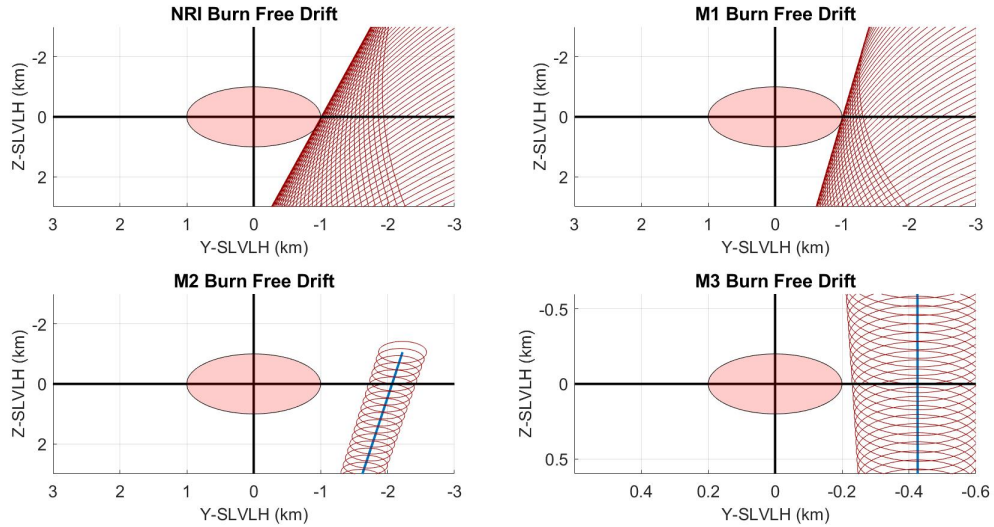 NRI Burn Free Drift
-2
0
2
Z-SLVLH (km)
3 2 1 0 -1 -2 -3
Y-SLVLH (km)
M1 Burn Free Drift
-2
0
2
Z-SLVLH (km)
3 2 1 0 -1 -2 -3
Y-SLVLH (km)
M2 Burn Free Drift
-2
0
2
Z-SLVLH (km)
3 2 1 0 -1 -2 -3
Y-SLVLH (km)
M3 Burn Free Drift
-0.5
0
0.5
Z-SLVLH (km)
0.4 0.2 0 -0.2 -0.4 -0.6
Y-SLVLH (km)